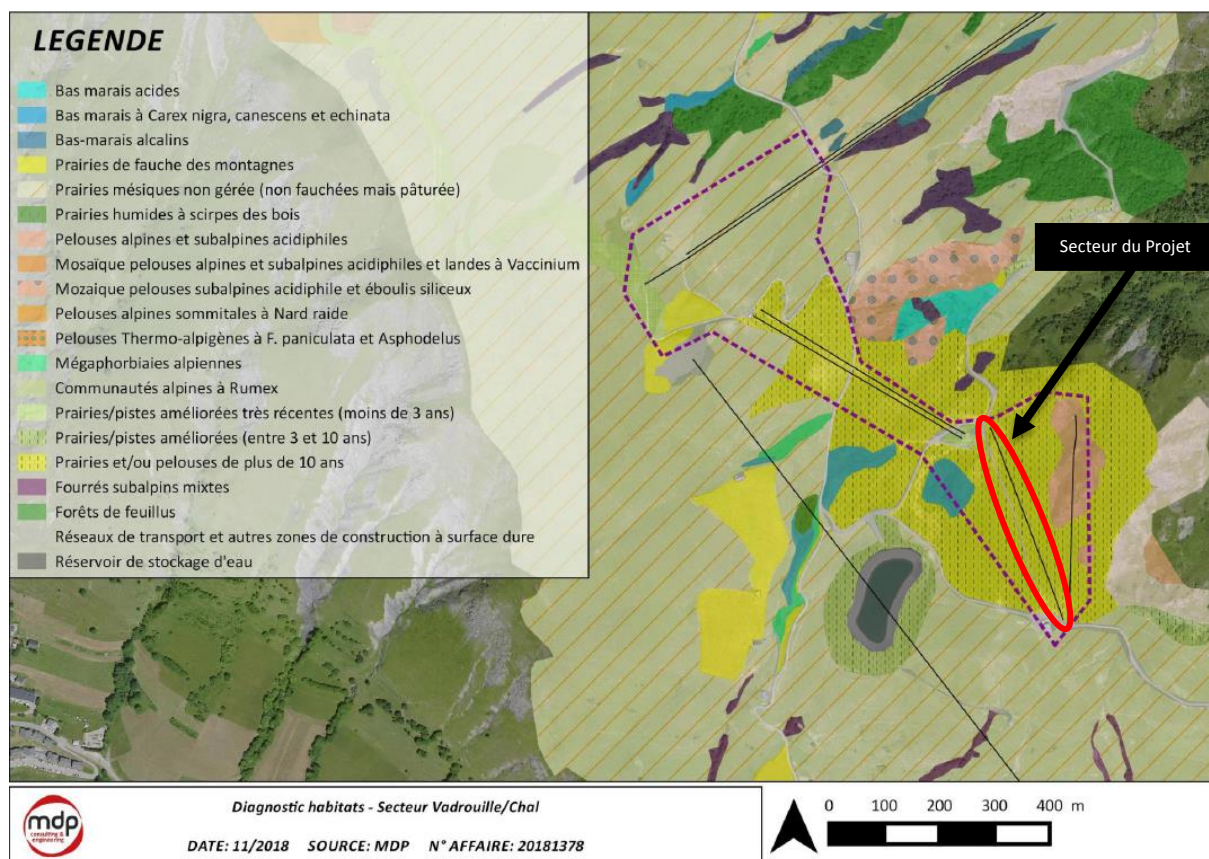 LEGENDE
Bas marais acides
Bas marais à Carex nigra, canescens et echinata
Bas-marais alcalins
Prairies de fauche des montagnes
Prairies mésiques non gérée (non fauchées mais pâturée)
Prairies humides à scirpes des bois
Pelouses alpines et subalpines acidiphiles
Mosaïque pelouses alpines et subalpines acidiphiles et landes à Vaccinium
Mozaique pelouses subalpines acidiphile et éboulis siliceux
Pelouses alpines sommitales à Nard raide
Pelouses Thermo-alpigènes à F. paniculata et Asphodelus
Mégaphorbiaies alpiennes
Communautés alpines à Rumex
Prairies/pistes améliorées très récentes (moins de 3 ans)
Prairies/pistes améliorées (entre 3 et 10 ans)
Prairies et/ou pelouses de plus de 10 ans
Fourrés subalpins mixtes
Forêts de feuillus
Réseaux de transport et autres zones de construction à surface dure
Réservoir de stockage d'eau
Secteur du Projet
mdp
consulting &
engineering
Diagnostic habitats - Secteur Vadrouille/Chal
DATE: 11/2018 SOURCE: MDP N° AFFAIRE: 20181378
0 100 200 300 400 m